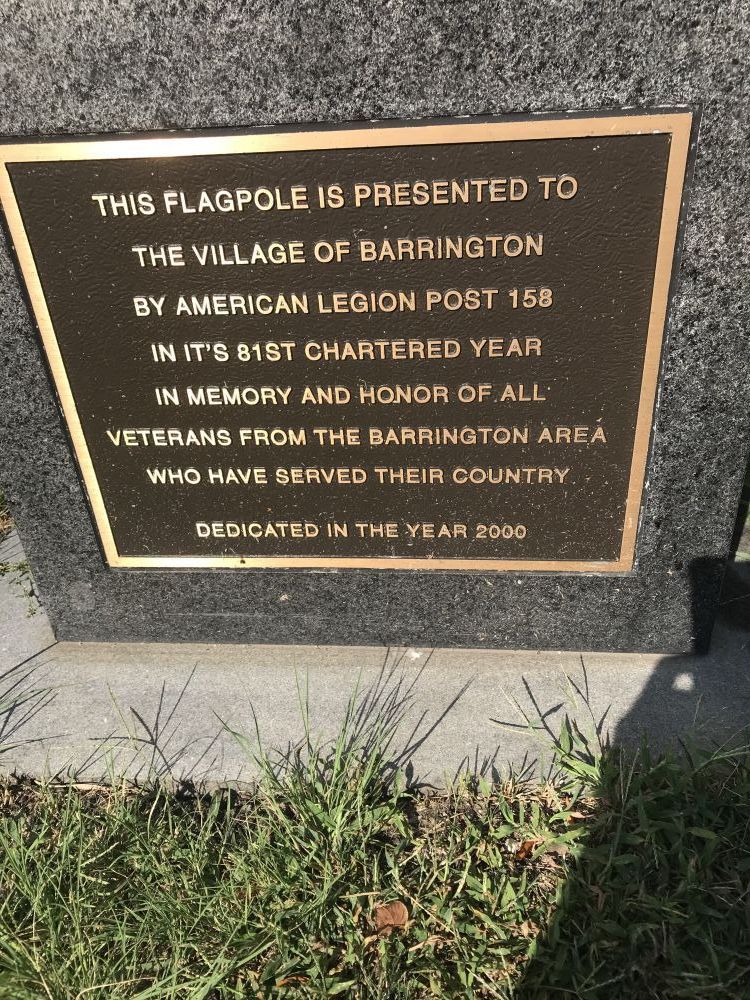 THIS FLAGPOLE IS PRESENTED TO
THE VILLAGE OF BARRINGTON
BY AMERICAN LEGION POST 158
IN IT'S 81ST CHARTERED YEAR
IN MEMORY AND HONOR OF ALL
VETERANS FROM THE BARRINGTON AREA
WHO HAVE SERVED THEIR COUNTRY
DEDICATED IN THE YEAR 2000